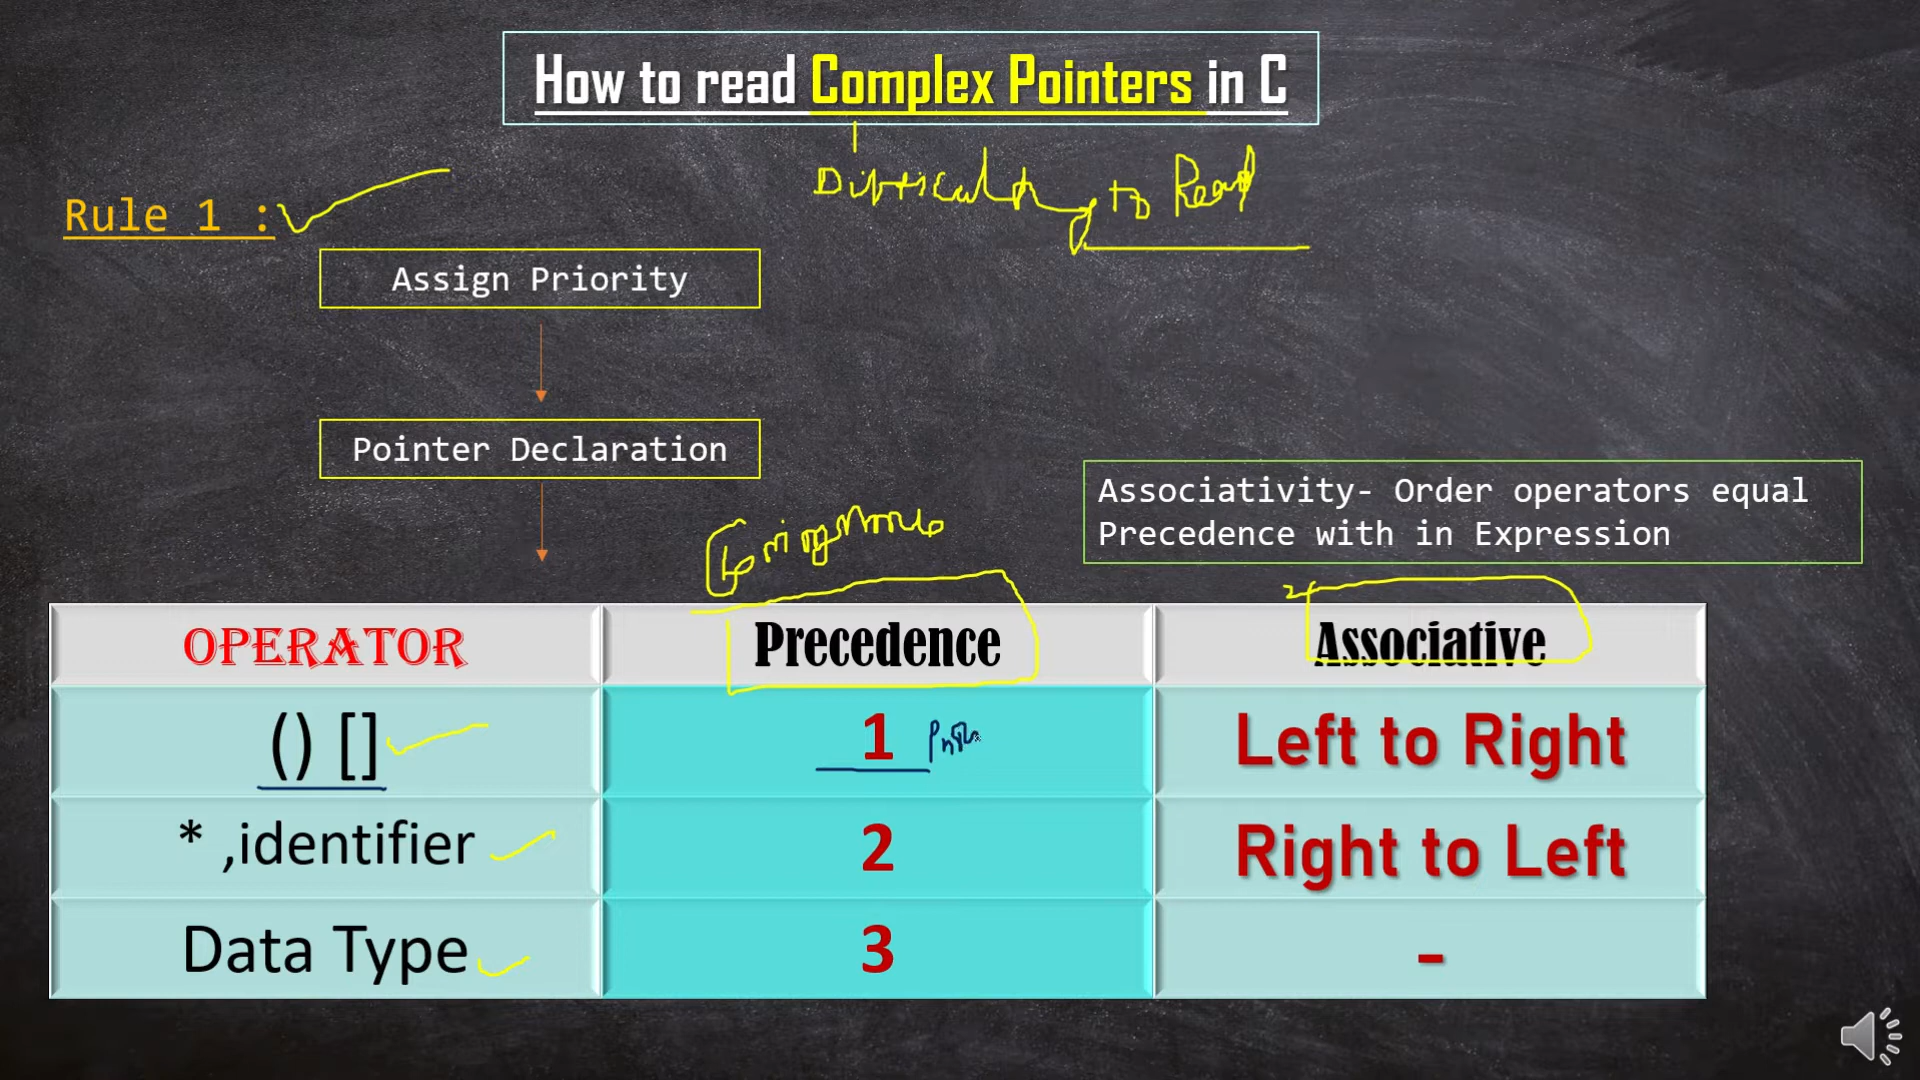 How to read Complex Pointers in C
to Read
Rule 1 :
Assign Priority
Pointer Declaration
Associativity- Order operators equal
Precedence with in Expression
OPERATOR Precedence Associative
() [] 1 Left to Right
* ,identifier 2 Right to Left
Data Type 3 -